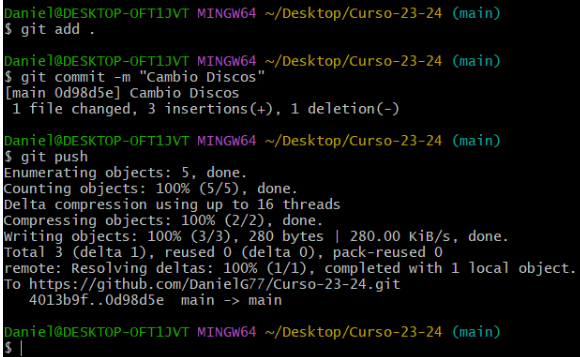 Daniel@DESKTOP-OFT1JVT MINGW64 ~/Desktop/Curso-23-24 (main)
$ git add .

Daniel@DESKTOP-OFT1JVT MINGW64 ~/Desktop/Curso-23-24 (main)
$ git commit -m "Cambio Discos"
[main 0d98d5e] Cambio Discos
 1 file changed, 3 insertions(+), 1 deletion(-)

Daniel@DESKTOP-OFT1JVT MINGW64 ~/Desktop/Curso-23-24 (main)
$ git push
Enumerating objects: 5, done.
Counting objects: 100% (5/5), done.
Delta compression using up to 16 threads
Compressing objects: 100% (2/2), done.
Writing objects: 100% (3/3), 280 bytes | 280.00 KiB/s, done.
Total 3 (delta 1), reused 0 (delta 0), pack-reused 0
remote: Resolving deltas: 100% (1/1), completed with 1 local object.
To https://github.com/DanielG77/Curso-23-24.git
   4013b9f..0d98d5e  main -> main

Daniel@DESKTOP-OFT1JVT MINGW64 ~/Desktop/Curso-23-24 (main)
$